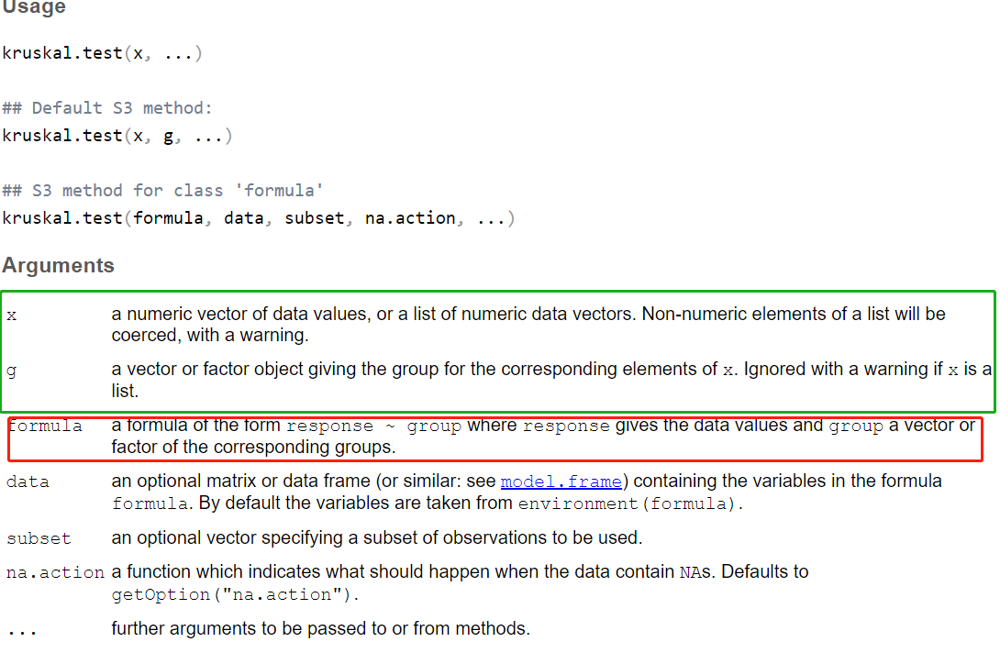 Usage
kruskal.test(x, ...)
## Default S3 method:
kruskal.test(x, g, ...)
## S3 method for class 'formula'
kruskal.test(formula, data, subset, na.action, ...)
Arguments
x a numeric vector of data values, or a list of numeric data vectors. Non-numeric elements of a list will be
coerced, with a warning.
g a vector or factor object giving the group for the corresponding elements of x. Ignored with a warning if x is a
list.
formula a formula of the form response ~ group where response gives the data values and group a vector or
factor of the corresponding groups.
data an optional matrix or data frame (or similar: see model.frame) containing the variables in the formula
formula. By default the variables are taken from environment(formula).
subset an optional vector specifying a subset of observations to be used.
na.action a function which indicates what should happen when the data contain NAs. Defaults to
getOption("na.action").
... further arguments to be passed to or from methods.